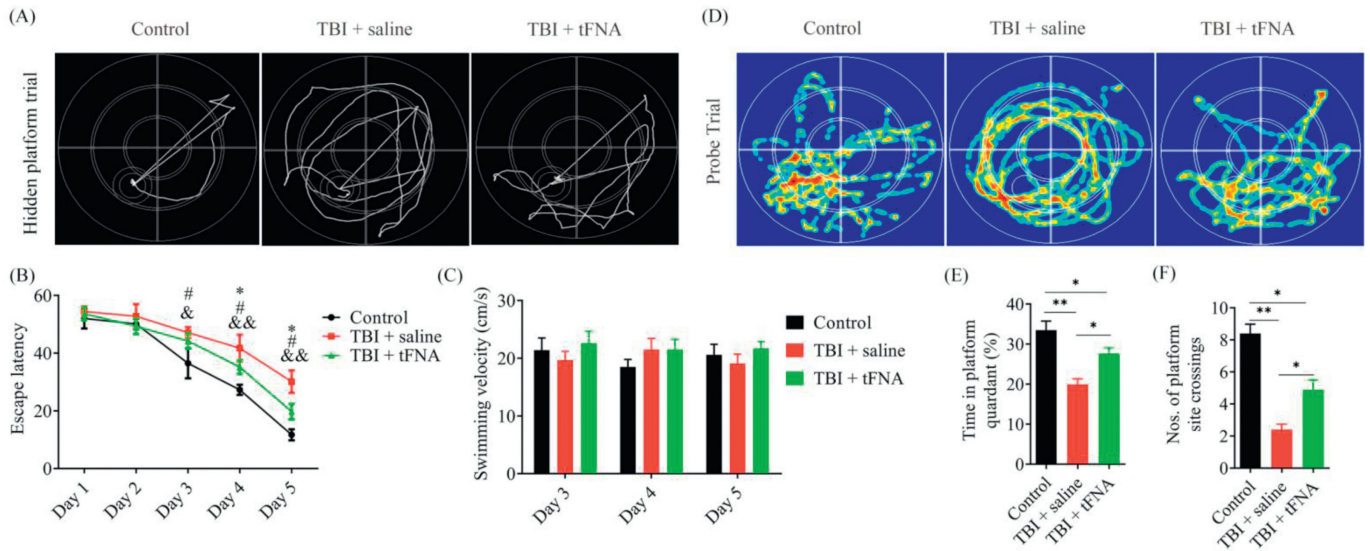 (A)
Control
TBI + saline
TBI + tFNA
Hidden platform trial
(D)
Control
TBI + saline
TBI + tFNA
Probe Trial
(B)
Escape latency
60
40
20
0
Day 1
Day 2
Day 3
Day 4
Day 5
#
&
*
#
&&
*
#
&&
Control
TBI + saline
TBI + tFNA
(C)
Swimming velocity (cm/s)
30
20
10
0
Day 3
Day 4
Day 5
Control
TBI + saline
TBI + tFNA
(E)
Time in platform
quardant (%)
40
30
20
10
0
*
**
*
Control
TBI + saline
TBI + tFNA
(F)
Nos. of platform
site crossings
10
8
6
4
2
0
*
**
*
Control
TBI + saline
TBI + tFNA